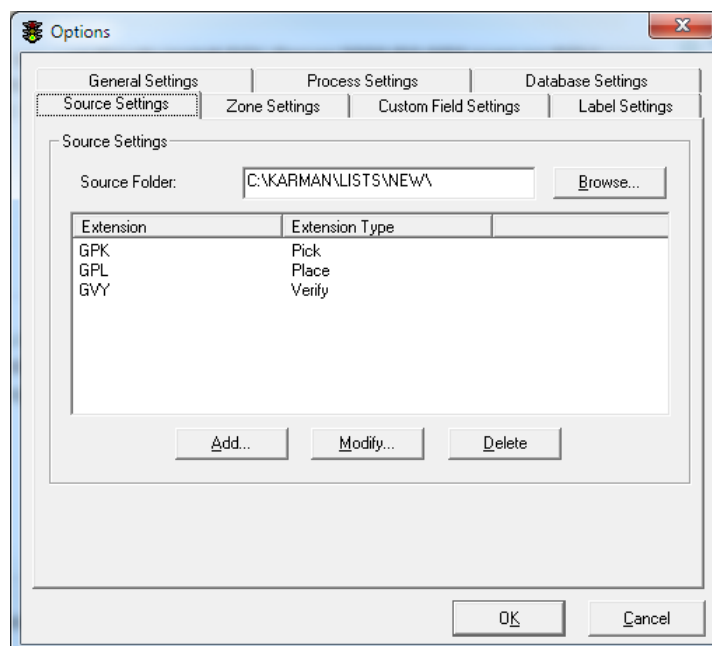 Options
General Settings Process Settings Database Settings
Source Settings Zone Settings Custom Field Settings Label Settings
Source Settings
Source Folder: C:\KARMAN\LISTS\NEW\ Browse...
Extension Extension Type
GPK Pick
GPL Place
GVY Verify
Add... Modify... Delete
OK Cancel